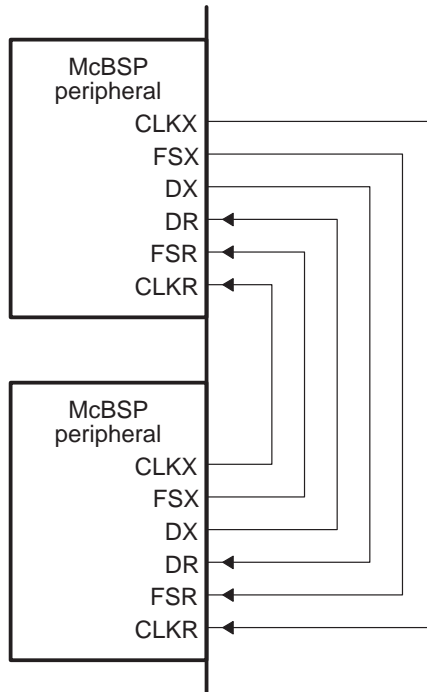 McBSP
peripheral
CLKX
FSX
DX
DR
FSR
CLKR
McBSP
peripheral
CLKX
FSX
DX
DR
FSR
CLKR